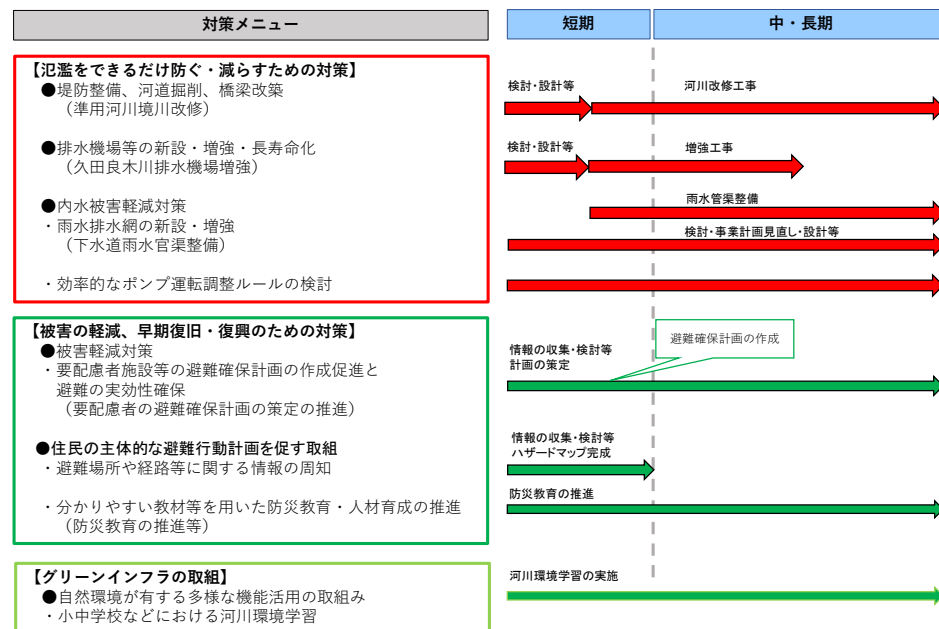 対策メニュー
短期
中・長期
【氾濫をできるだけ防ぐ・減らすための対策】
●堤防整備、河道掘削、橋梁改築
（準用河川境川改修）
検討・設計等
河川改修工事
●排水機場等の新設・増強・長寿命化
（久田良木川排水機場増強）
検討・設計等
増強工事
●内水被害軽減対策
・雨水排水網の新設・増強
（下水道雨水官渠整備）
雨水管渠整備
検討・事業計画見直し・設計等
・効率的なポンプ運転調整ルールの検討
【被害の軽減、早期復旧・復興のための対策】
●被害軽減対策
・要配慮者施設等の避難確保計画の作成促進と
避難の実効性確保
（要配慮者の避難確保計画の策定の推進）
情報の収集・検討等
計画の策定
避難確保計画の作成
●住民の主体的な避難行動計画を促す取組
・避難場所や経路等に関する情報の周知
情報の収集・検討等
ハザードマップ完成
・分かりやすい教材等を用いた防災教育・人材育成の推進
（防災教育の推進等）
防災教育の推進
【グリーンインフラの取組】
●自然環境が有する多様な機能活用の取組み
・小中学校などにおける河川環境学習
河川環境学習の実施